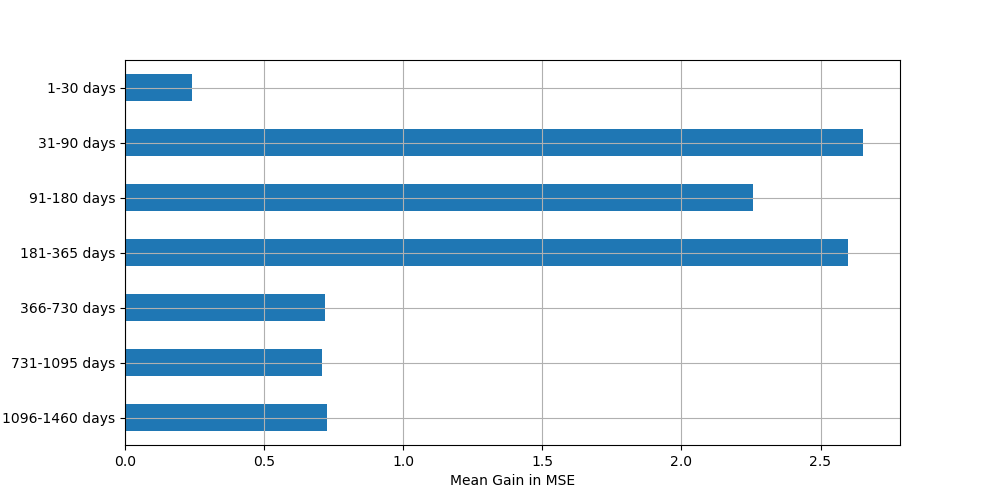 1-30 days
31-90 days
91-180 days
181-365 days
366-730 days
731-1095 days
1096-1460 days
0.0 0.5 1.0 1.5 2.0 2.5
Mean Gain in MSE